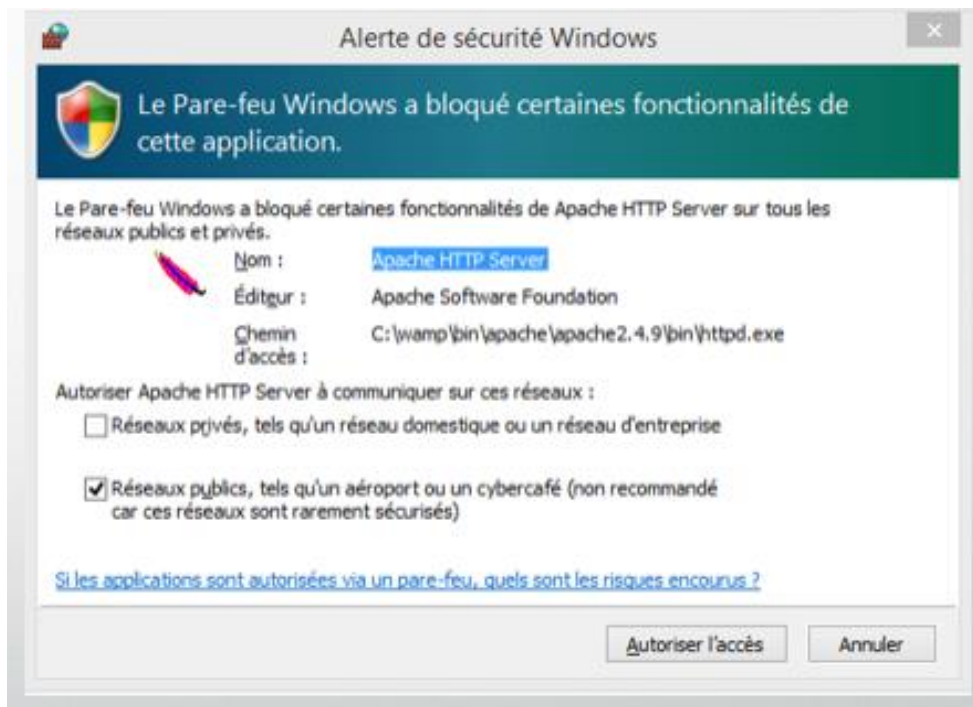 Alerte de sécurité Windows
Le Pare-feu Windows a bloqué certaines fonctionnalités de
cette application.
Le Pare-feu Windows a bloqué certaines fonctionnalités de Apache HTTP Server sur tous les
réseaux publics et privés.
Nom : Apache HTTP Server
Éditeur : Apache Software Foundation
Chemin d'accès : C:\wamp\bin\apache\apache2.4.9\bin\httpd.exe
Autoriser Apache HTTP Server à communiquer sur ces réseaux :
Réseaux privés, tels qu'un réseau domestique ou un réseau d'entreprise
Réseaux publics, tels qu'un aéroport ou un cybercafé (non recommandé
car ces réseaux sont rarement sécurisés)
Si les applications sont autorisées via un pare-feu, quels sont les risques encourus ?
Autoriser l'accès Annuler